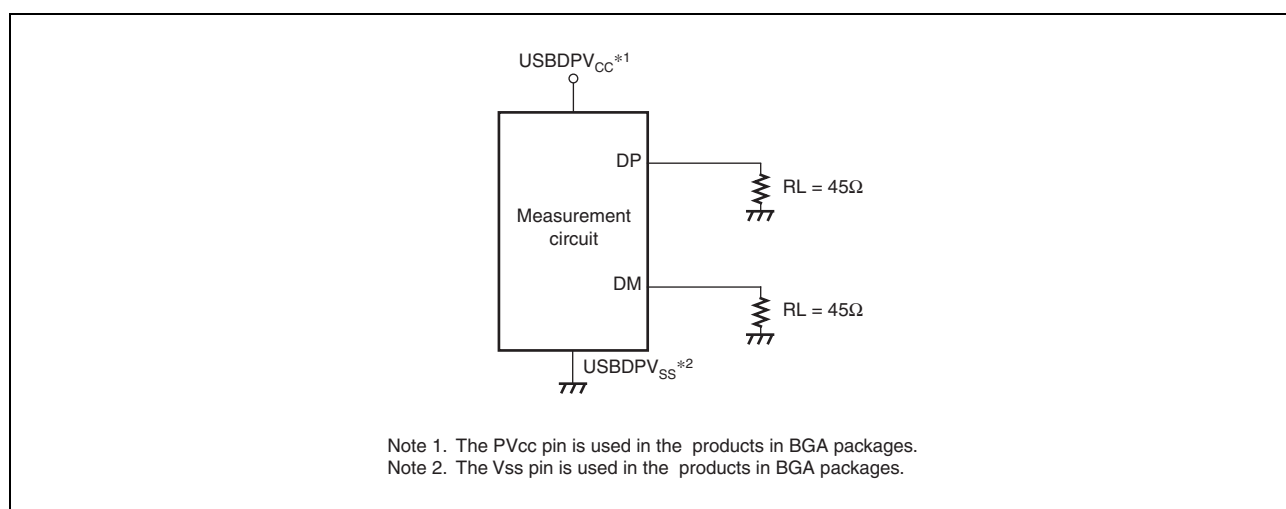 USBDPVCC*1
DP
RL = 45Ω
Measurement
circuit
DM
RL = 45Ω
USBDPVSS*2
Note 1. The PVcc pin is used in the products in BGA packages.
Note 2. The Vss pin is used in the products in BGA packages.